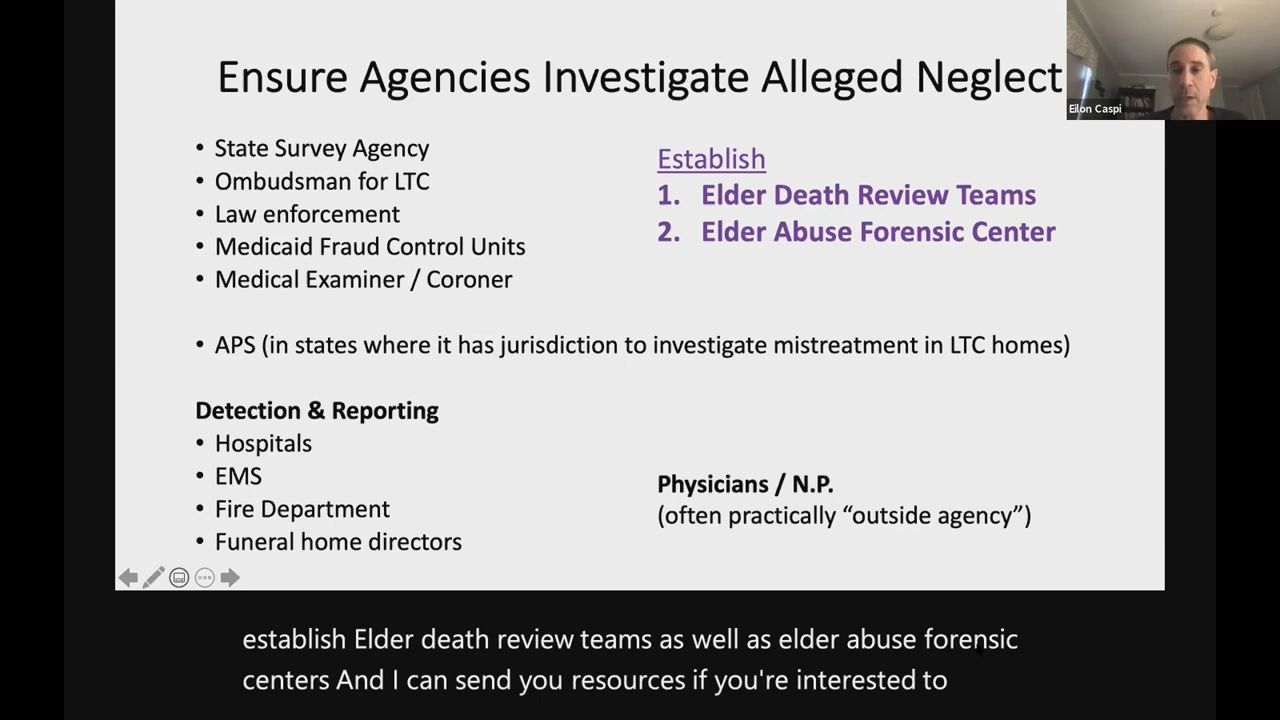 Ensure Agencies Investigate Alleged Neglect
Eilon Caspi
• State Survey Agency
• Ombudsman for LTC
• Law enforcement
• Medicaid Fraud Control Units
• Medical Examiner / Coroner
Establish
1. Elder Death Review Teams
2. Elder Abuse Forensic Center
• APS (in states where it has jurisdiction to investigate mistreatment in LTC homes)
Detection & Reporting
• Hospitals
• EMS
• Fire Department
• Funeral home directors
Physicians / N.P.
(often practically “outside agency”)
establish Elder death review teams as well as elder abuse forensic
centers And I can send you resources if you're interested to